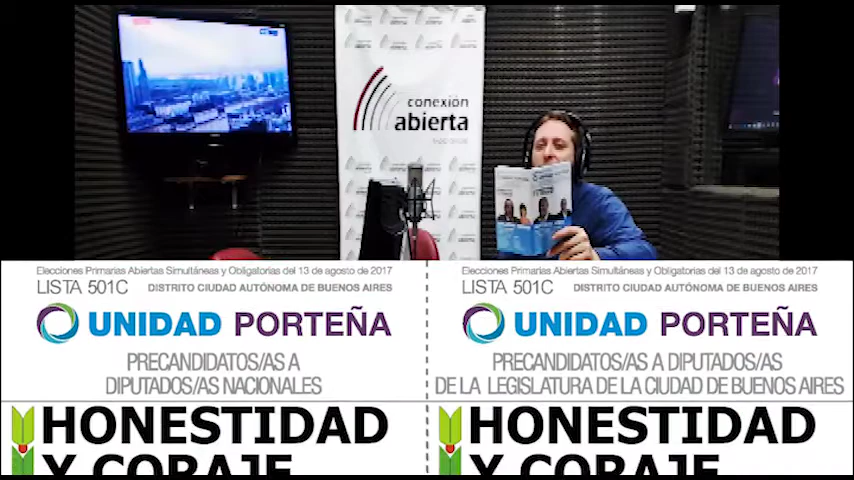 conexión
abierta
Elecciones Primarias Abiertas Simultáneas y Obligatorias del 13 de agosto de 2017
LISTA 501C DISTRITO CIUDAD AUTÓNOMA DE BUENOS AIRES
UNIDAD PORTEÑA
PRECANDIDATOS/AS A
DIPUTADOS/AS NACIONALES
HONESTIDAD
Y CORAJE
Elecciones Primarias Abiertas Simultáneas y Obligatorias del 13 de agosto de 2017
LISTA 501C DISTRITO CIUDAD AUTÓNOMA DE BUENOS AIRES
UNIDAD PORTEÑA
PRECANDIDATOS/AS A DIPUTADOS/AS
DE LA LEGISLATURA DE LA CIUDAD DE BUENOS AIRES
HONESTIDAD
Y CORAJE